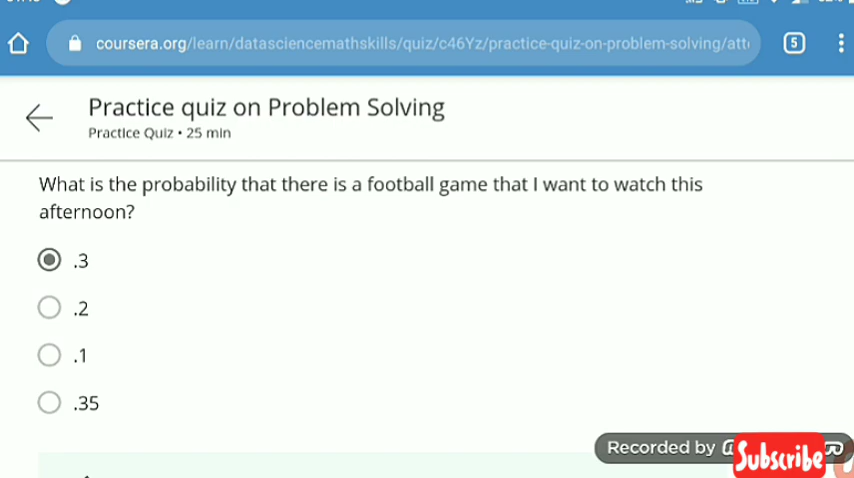 coursera.org/learn/datasciencemathskills/quiz/c46Yz/practice-quiz-on-problem-solving/att
5
Practice quiz on Problem Solving
Practice Quiz • 25 min
What is the probability that there is a football game that I want to watch this
afternoon?
.3
.2
.1
.35
Recorded by
Subscribe